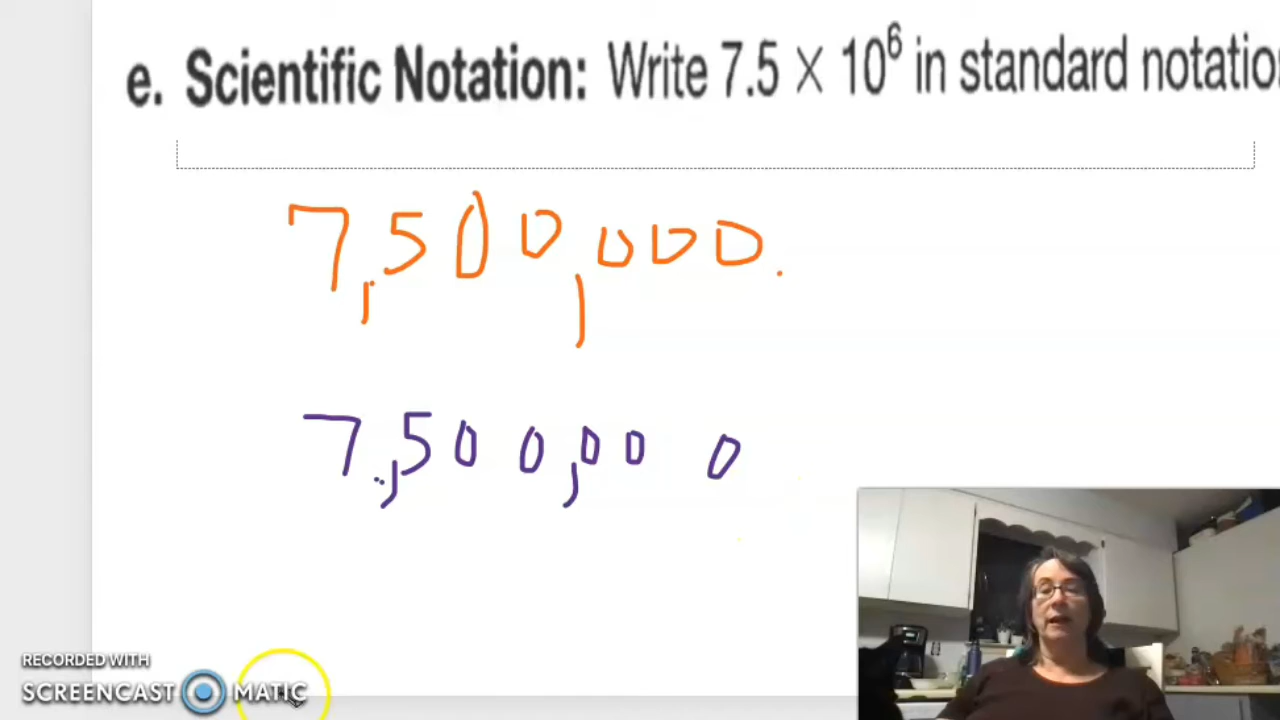 e. Scientific Notation: Write 7.5 × 10⁶ in standard notatio
7,500,000.
7.,500,000
RECORDED WITH
SCREENCAST MATIC